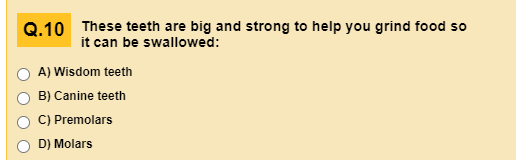 Q.10 These teeth are big and strong to help you grind food so
it can be swallowed:
A) Wisdom teeth
B) Canine teeth
C) Premolars
D) Molars